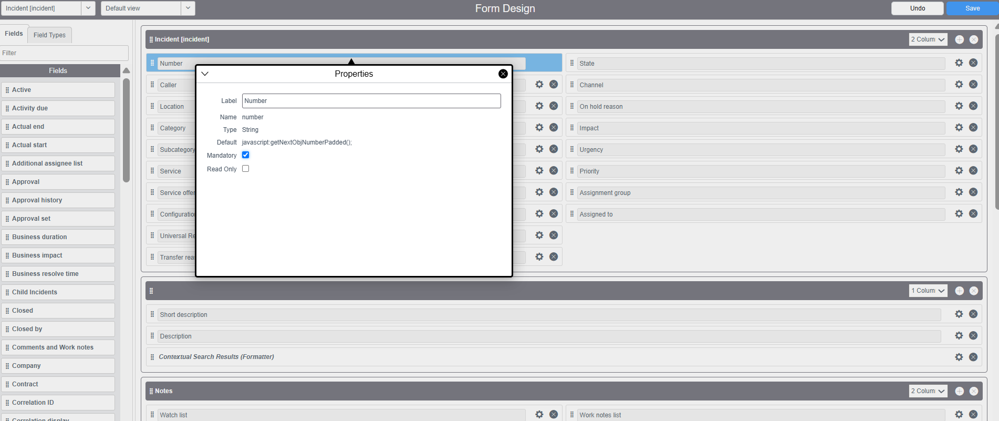 Incident [incident]
Default view
Form Design
Undo
Save
Fields
Field Types
Filter
Fields
Active
Activity due
Actual end
Actual start
Additional assignee list
Approval
Approval history
Approval set
Business duration
Business impact
Business resolve time
Child Incidents
Closed
Closed by
Comments and Work notes
Company
Contract
Correlation ID
Correlation display
Incident [incident]
2 Colum
Number
Caller
Location
Category
Subcategory
Service
Service offer
Configuration
Universal Re
Transfer reas
State
Channel
On hold reason
Impact
Urgency
Priority
Assignment group
Assigned to
Properties
Label Number
Name number
Type String
Default javascript:getNextObjNumberPadded();
Mandatory
Read Only
1 Colum
Short description
Description
Contextual Search Results (Formatter)
Notes
2 Colum
Watch list
Work notes list